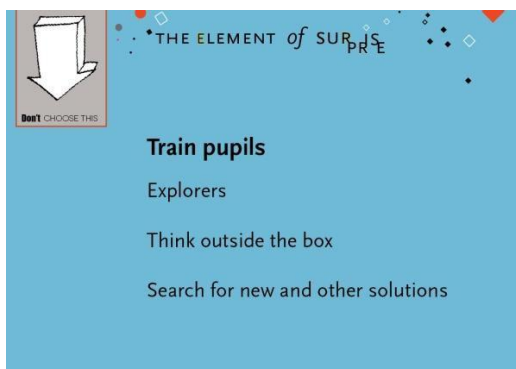 THE ELEMENT of SURPRISE
Don't CHOOSE THIS
Train pupils
Explorers
Think outside the box
Search for new and other solutions